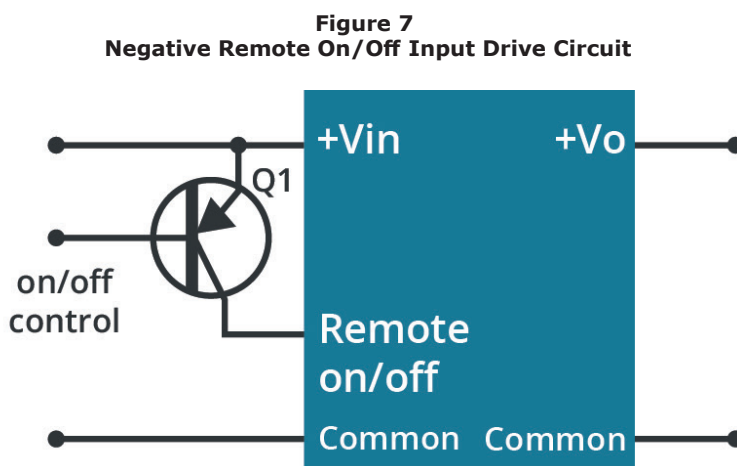 Figure 7
Negative Remote On/Off Input Drive Circuit
+Vin
+Vo
Q1
on/off
control
Remote
on/off
Common
Common